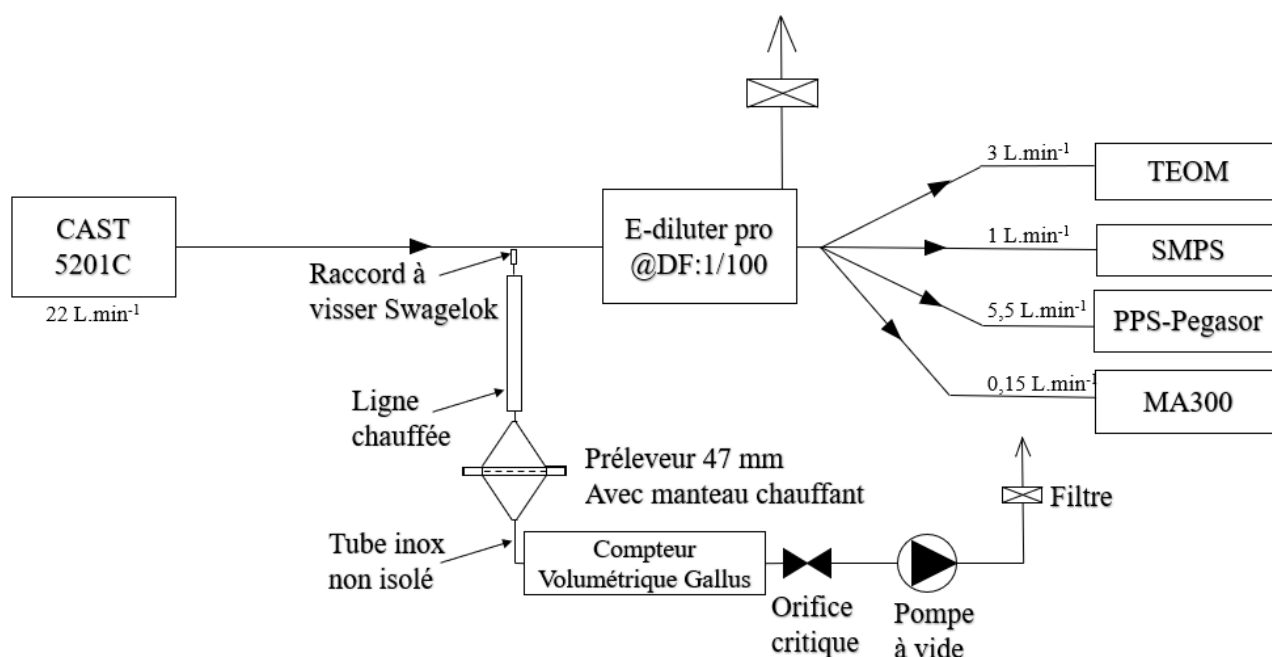 CAST
5201C
22 L.min-1
Raccord à
visser Swagelok
Ligne
chauffée
Préleveur 47 mm
Avec manteau chauffant
Tube inox
non isolé
Compteur
Volumétrique Gallus
Orifice
critique
Pompe
à vide
Filtre
E-diluter pro
@DF:1/100
3 L.min-1
TEOM
1 L.min-1
SMPS
5,5 L.min-1
PPS-Pegasor
0,15 L.min-1
MA300